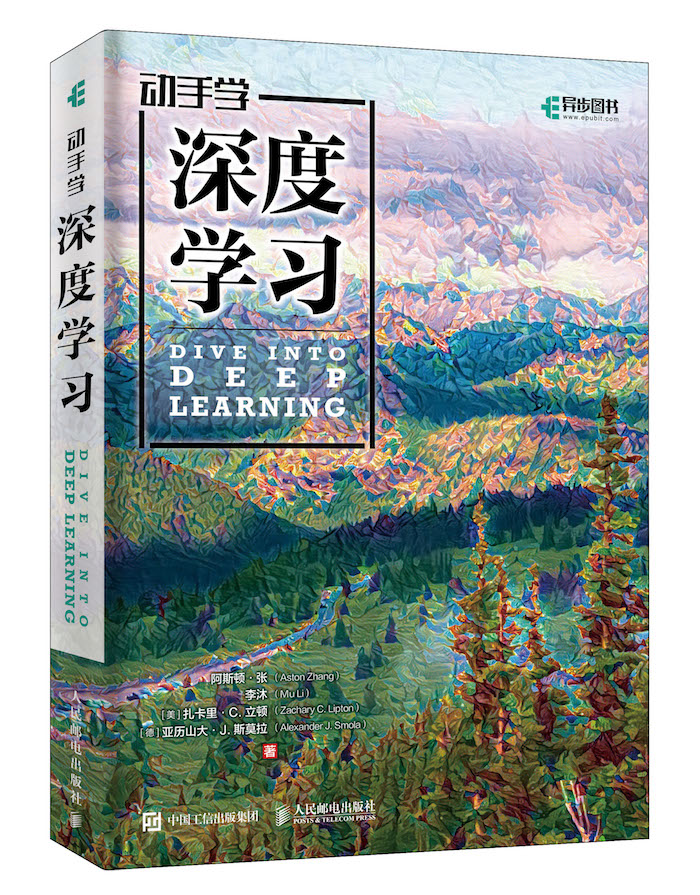 动手学
深度
学习
DIVE INTO
DEEP
LEARNING
异步图书
www.epubit.com
阿斯顿·张（Aston Zhang）
李沐（Mu Li）
[美]扎卡里·C. 立顿（Zachary C. Lipton）
[德]亚历山大·J. 斯莫拉（Alexander J. Smola）
著
中国工信出版集团
人民邮电出版社
POSTS & TELECOM PRESS
动手学
深度学习
DIVE INTO
DEEP LEARNING
人民邮电出版社